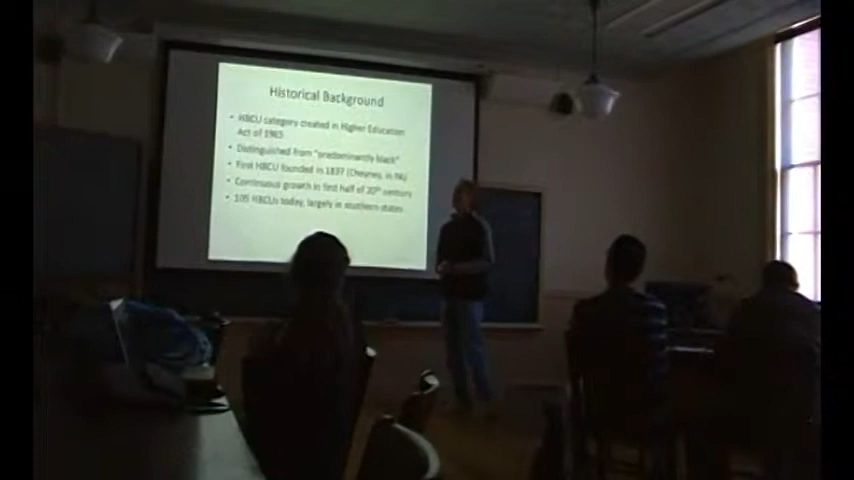 Historical Background
• HBCU category created in Higher Education
Act of 1965
• Distinguished from "predominantly black"
• First HBCU founded in 1837 (Cheyney, in PA)
• Continuous growth in first half of 20th century
• 105 HBCUs today, largely in southern states